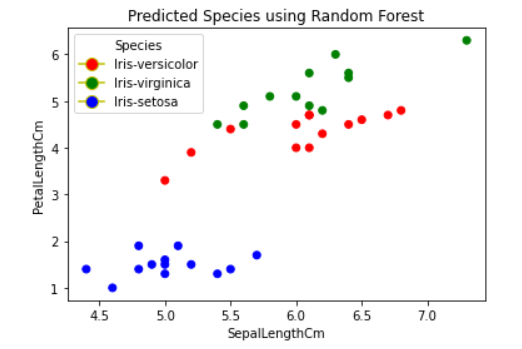 Predicted Species using Random Forest
Species
Iris-versicolor
Iris-virginica
Iris-setosa
PetalLengthCm
6
5
4
3
2
1
4.5 5.0 5.5 6.0 6.5 7.0
SepalLengthCm